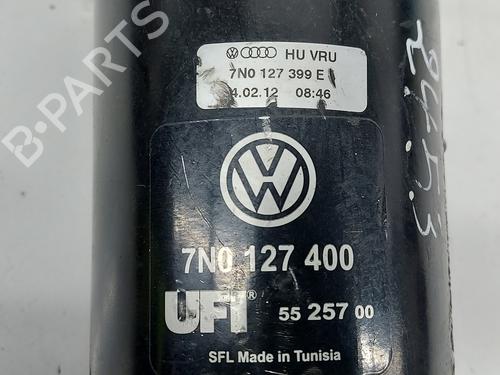 HU VRU
7N0 127 399 E
4.02.12 08:46
7N0 127 400
UFI® 55 257 00
SFL Made in Tunisia